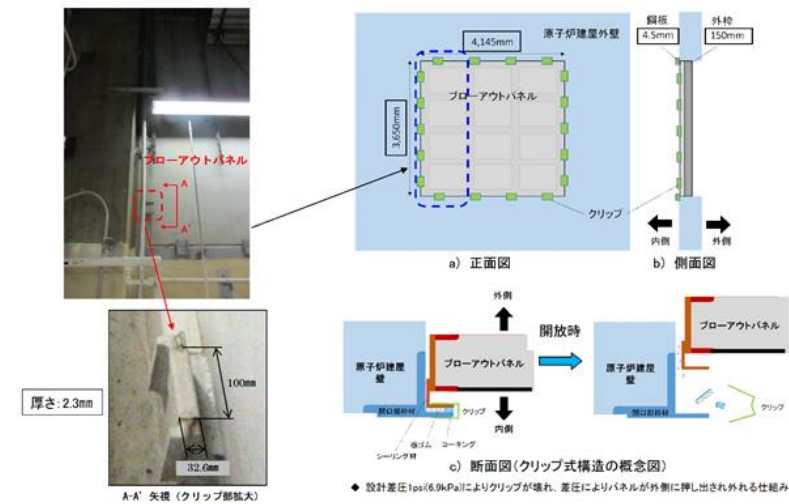 ブローアウトパネル
A
A'
厚さ:2.3mm
100mm
32.6mm
A-A' 矢視 (クリップ部拡大)
4,145mm
原子炉建屋外壁
ブローアウトパネル
3,650mm
クリップ
a) 正面図
鋼板
4.5mm
外枠
150mm
内側
外側
b) 側面図
外側
原子炉建屋
壁
ブローアウトパネル
開口部枠材
クリップ
内側
コーキング
板ゴム
シーリング材
開放時
ブローアウトパネル
原子炉建屋
壁
開口部枠材
クリップ
c) 断面図(クリップ式構造の概念図)
◆ 設計差圧1psi(6.9kPa)によりクリップが壊れ、差圧によりパネルが外側に押し出され外れる仕組み